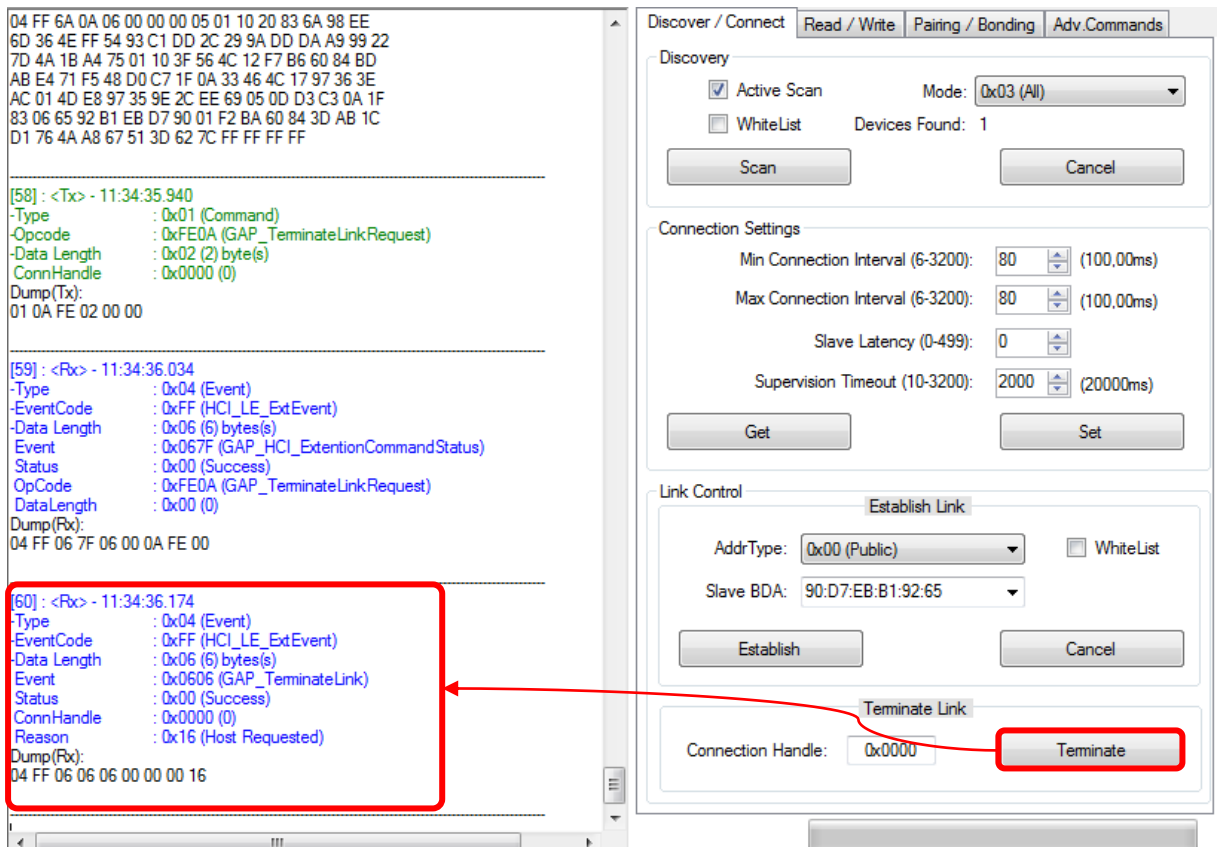 04 FF 6A 0A 06 00 00 00 05 01 10 20 83 6A 98 EE
6D 36 4E FF 54 93 C1 DD 2C 29 9A DD DA A9 99 22
7D 4A 1B A4 75 01 10 3F 56 4C 12 F7 B6 60 84 BD
AB E4 71 F5 48 D0 C7 1F 0A 33 46 4C 17 97 36 3E
AC 01 4D E8 97 35 9E 2C EE 69 05 0D D3 C3 0A 1F
83 06 65 92 B1 EB D7 90 01 F2 BA 60 84 3D AB 1C
D1 76 4A A8 67 51 3D 62 7C FF FF FF FF
[58] : <Tx> - 11:34:35.940
-Type : 0x01 (Command)
-Opcode : 0xFE0A (GAP_TerminateLinkRequest)
-Data Length : 0x02 (2) byte(s)
ConnHandle : 0x0000 (0)
Dump(Tx):
01 0A FE 02 00 00
[59] : <Rx> - 11:34:36.034
-Type : 0x04 (Event)
-EventCode : 0xFF (HCI_LE_ExtEvent)
-Data Length : 0x06 (6) bytes(s)
Event : 0x067F (GAP_HCI_ExtentionCommandStatus)
Status : 0x00 (Success)
OpCode : 0xFE0A (GAP_TerminateLinkRequest)
DataLength : 0x00 (0)
Dump(Rx):
04 FF 06 7F 06 00 0A FE 00
[60] : <Rx> - 11:34:36.174
-Type : 0x04 (Event)
-EventCode : 0xFF (HCI_LE_ExtEvent)
-Data Length : 0x06 (6) bytes(s)
Event : 0x0606 (GAP_TerminateLink)
Status : 0x00 (Success)
ConnHandle : 0x0000 (0)
Reason : 0x16 (Host Requested)
Dump(Rx):
04 FF 06 06 06 00 00 00 16
Discover / Connect Read / Write Pairing / Bonding Adv.Commands
Discovery
Active Scan Mode: 0x03 (All)
WhiteList Devices Found: 1
Scan Cancel
Connection Settings
Min Connection Interval (6-3200): 80 (100,00ms)
Max Connection Interval (6-3200): 80 (100,00ms)
Slave Latency (0-499): 0
Supervision Timeout (10-3200): 2000 (20000ms)
Get Set
Link Control
Establish Link
AddrType: 0x00 (Public) WhiteList
Slave BDA: 90:D7:EB:B1:92:65
Establish Cancel
Terminate Link
Connection Handle: 0x0000 Terminate